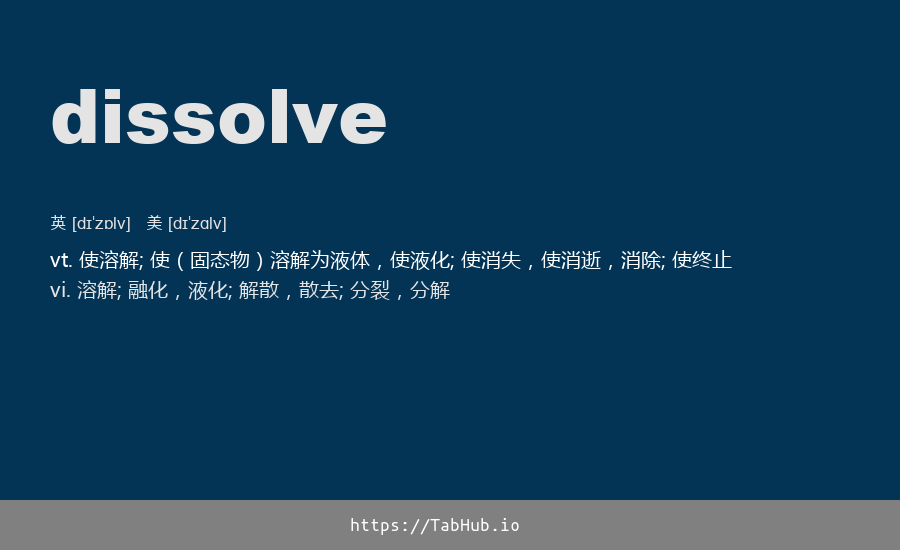 dissolve
英 [dɪˈzɒlv] 美 [dɪˈzɑlv]
vt. 使溶解; 使（固态物）溶解为液体，使液化; 使消失，使消逝，消除; 使终止
vi. 溶解; 融化，液化; 解散，散去; 分裂，分解
https://TabHub.io